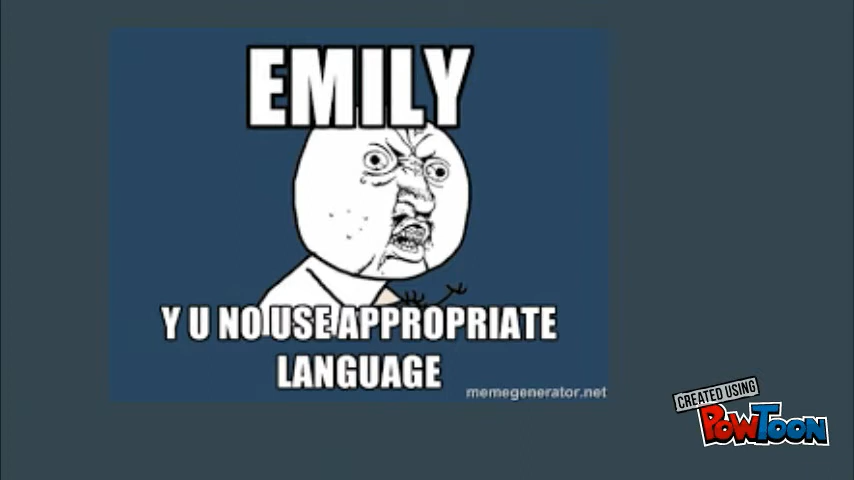 EMILY
Y U NO USE APPROPRIATE
LANGUAGE
memegenerator.net
CREATED USING
POWTOON